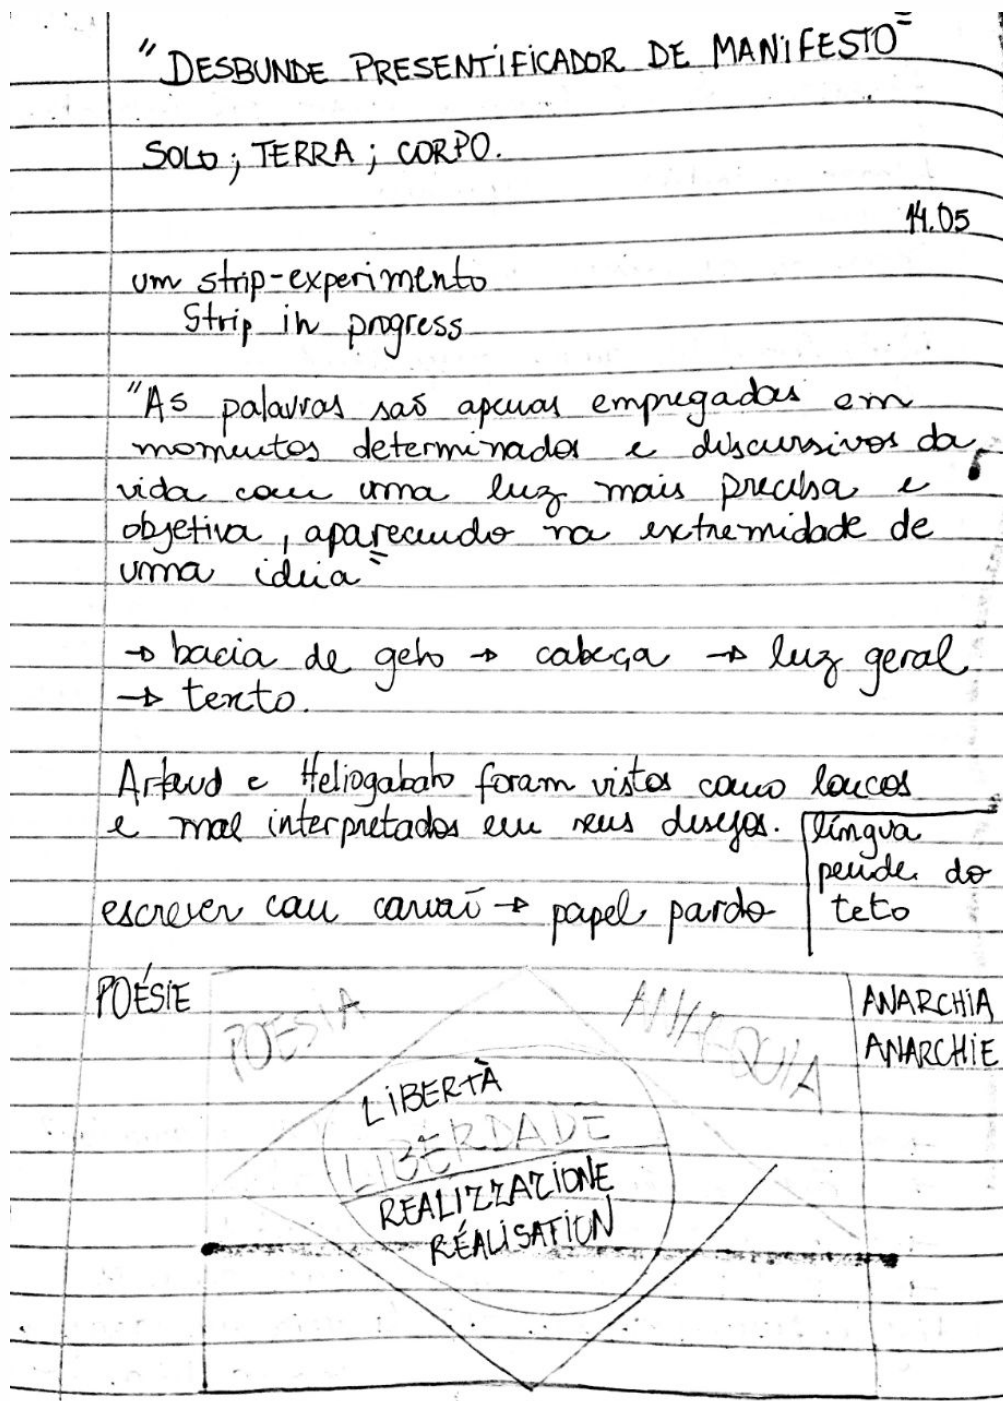 "DESBUNDE PRESENTIFICADOR DE MANIFESTO"
SOLO; TERRA; CORPO.
14.05
um strip-experimento
Strip in progress
"As palavras são apenas empregadas em
momentos determinados e discursivos da
vida com uma luz mais precisa e
objetiva, aparecendo na extremidade de
uma ideia"
→ bacia de gelo → cabeça → luz geral
→ texto.
Artaud e Heliogabalo foram vistos como loucos
e mal interpretados em seus desejos.
língua
pende do
teto
escrever com carvão → papel pardo
POÉSIE
POESIA
ANARQUIA
ANARCHIA
ANARCHIE
LIBERTÀ
LIBERDADE
REALIZZAZIONE
RÉALISATION